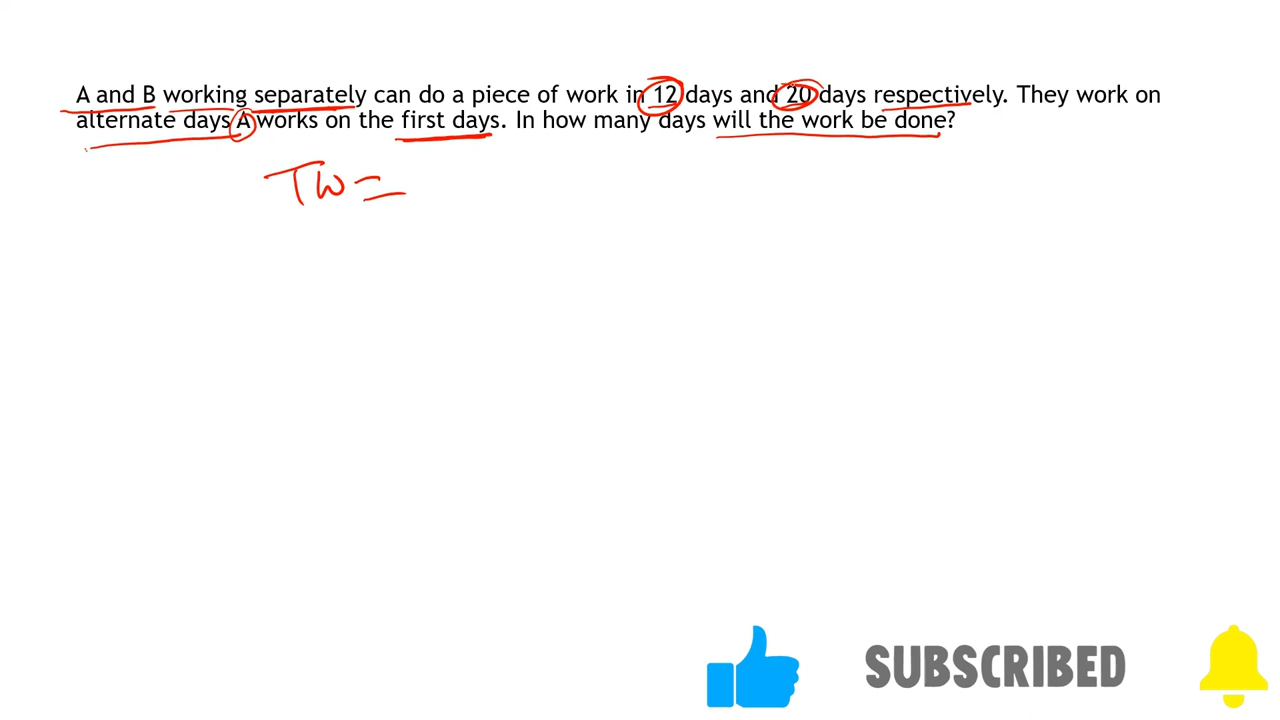 A and B working separately can do a piece of work in 12 days and 20 days respectively. They work on
alternate days A works on the first days. In how many days will the work be done?
TW =
SUBSCRIBED